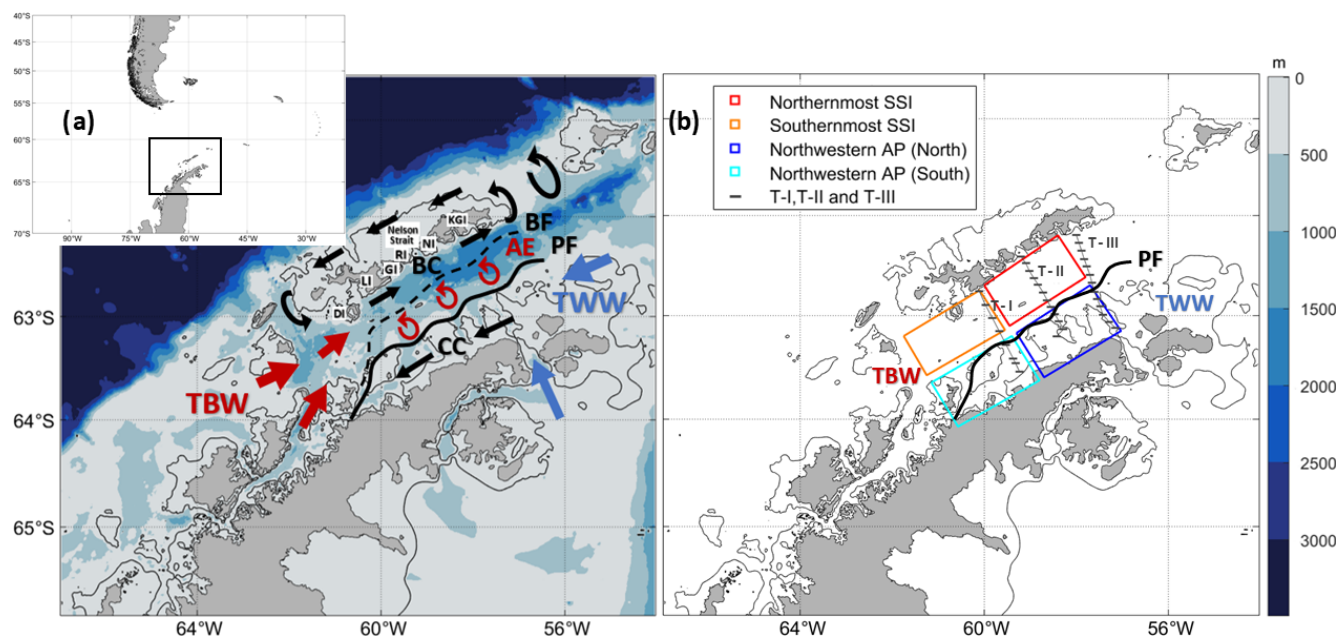 40°S
45°S
50°S
55°S
60°S
65°S
70°S
90°W
75°W
60°W
45°W
30°W
(a)
KGI
Nelson
Strait
NI
RI
GI
LI
DI
BC
BF
AE
PF
TWW
CC
TBW
63°S
64°S
65°S
64°W
60°W
56°W
64°W
60°W
56°W
(b)
Northernmost SSI
Southernmost SSI
Northwestern AP (North)
Northwestern AP (South)
T-I,T-II and T-III
T- III
T- II
T- I
PF
TWW
TBW
64°W
60°W
56°W
m
0
500
1000
1500
2000
2500
3000